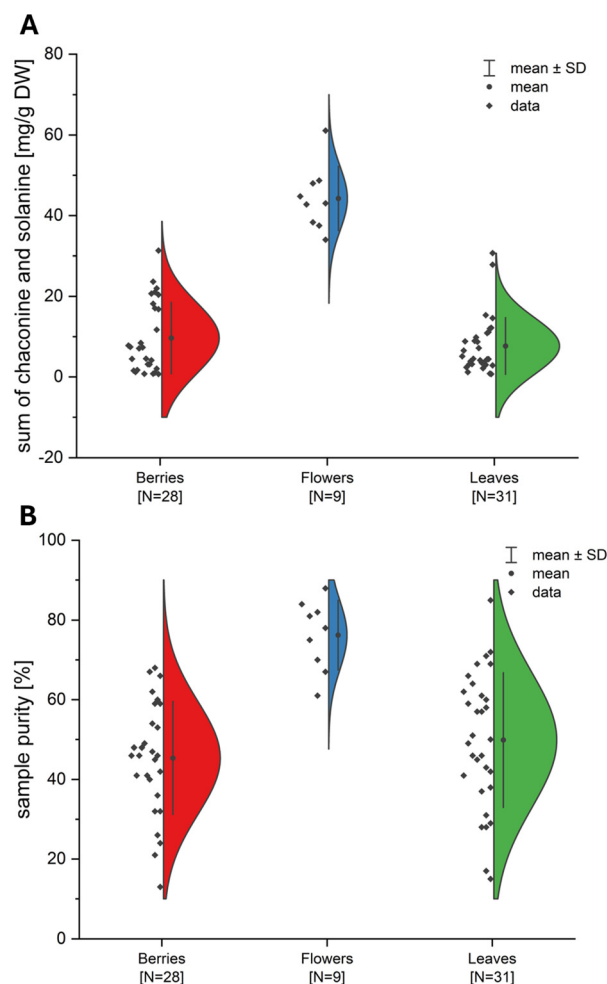 A
sum of chaconine and solanine [mg/g DW]
80
60
40
20
0
-20
mean ± SD
mean
data
Berries
[N=28]
Flowers
[N=9]
Leaves
[N=31]
B
sample purity [%]
100
80
60
40
20
0
mean ± SD
mean
data
Berries
[N=28]
Flowers
[N=9]
Leaves
[N=31]